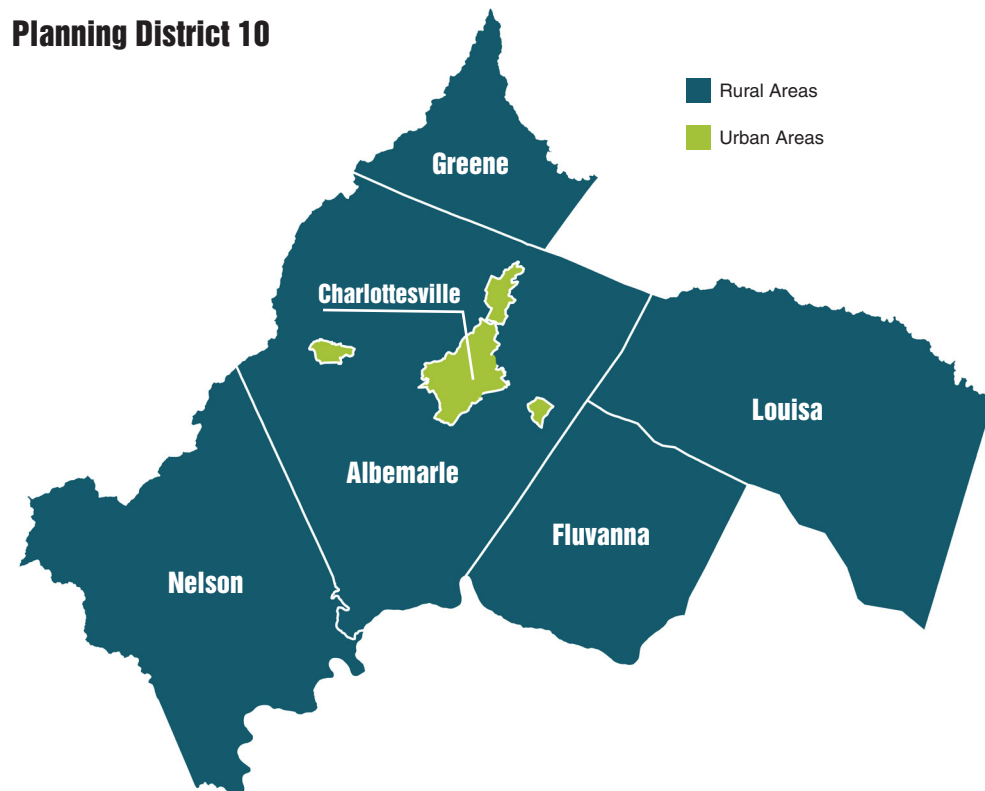 Planning District 10
Rural Areas
Urban Areas
Greene
Charlottesville
Louisa
Albemarle
Fluvanna
Nelson